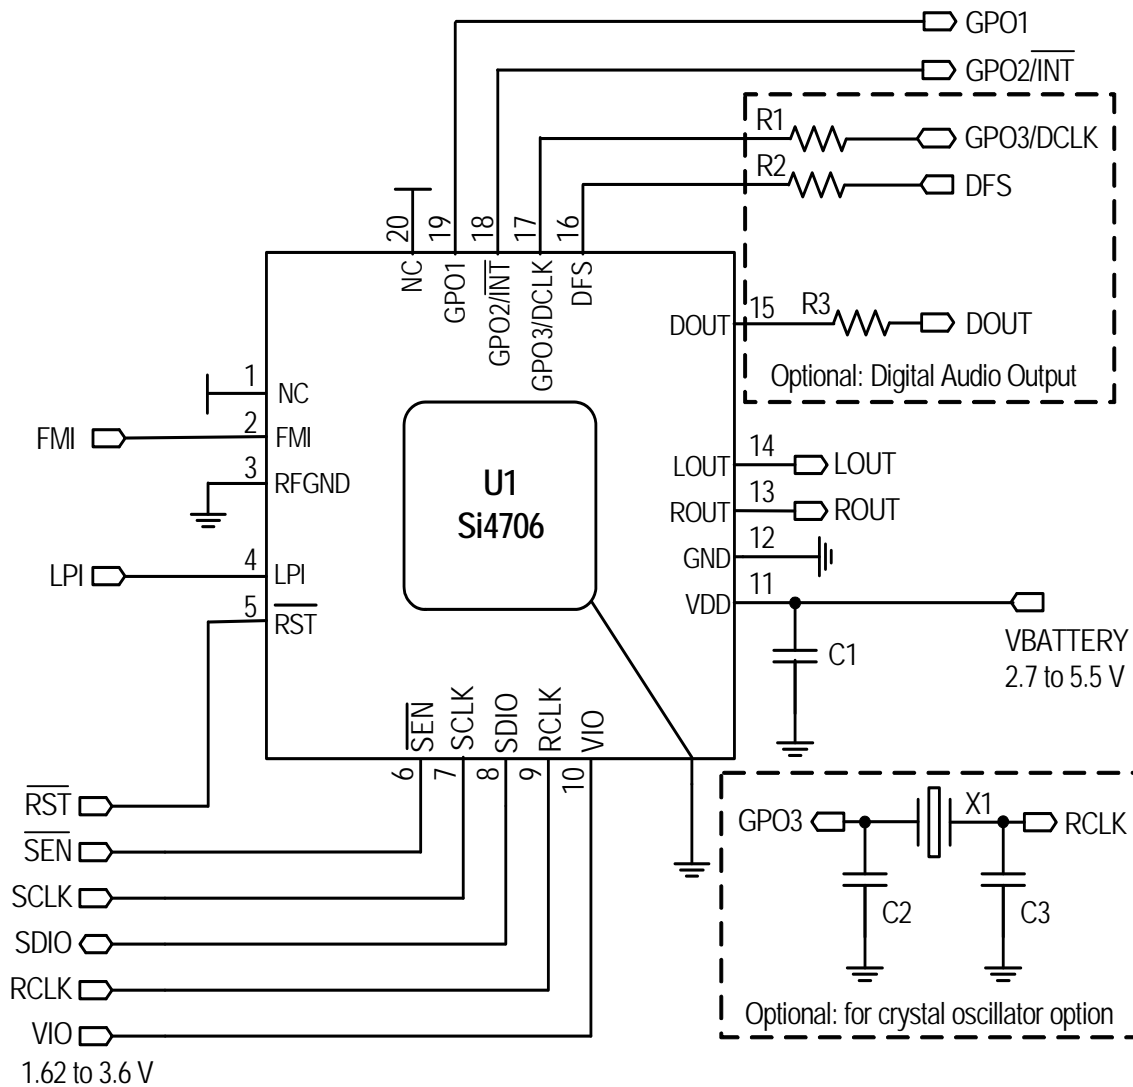 GPO1
GPO2/INT
R1
GPO3/DCLK
R2
DFS
20
19
18
17
16
NC
GPO1
GPO2/INT
GPO3/DCLK
DFS
DOUT
15
R3
DOUT
Optional: Digital Audio Output
1
NC
FMI
2
FMI
3
RFGND
LPI
4
LPI
5
RST
U1
Si4706
LOUT
14
LOUT
ROUT
13
ROUT
GND
12
VDD
11
VBATTERY
2.7 to 5.5 V
C1
SEN
SCLK
SDIO
RCLK
VIO
6
7
8
9
10
RST
SEN
SCLK
SDIO
RCLK
VIO
1.62 to 3.6 V
GPO3
X1
RCLK
C2
C3
Optional: for crystal oscillator option